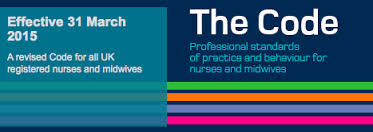 Effective 31 March
2015
A revised Code for all UK
registered nurses and midwives
The Code
Professional standards
of practice and behaviour for
nurses and midwives